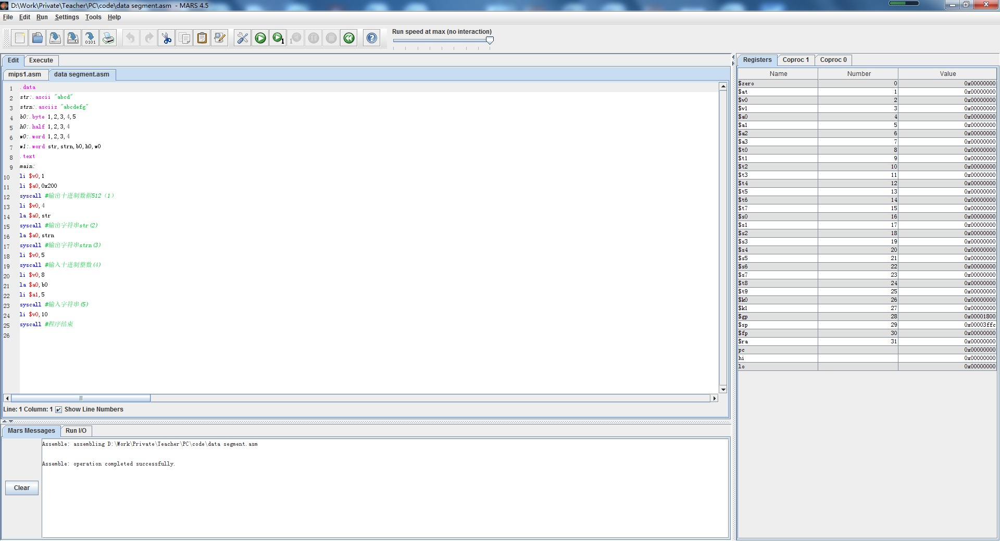 D:\Work\Private\Teacher\PC\code\data segment.asm - MARS 4.5
File Edit Run Settings Tools Help
0101
1
1
Run speed at max (no interaction)
Edit Execute
mips1.asm data segment.asm
1 .data
2 str:.ascii "abcd"
3 strn:.asciiz "abcdefg"
4 b0:.byte 1,2,3,4,5
5 h0:.half 1,2,3,4
6 w0:.word 1,2,3,4
7 w1:.word str,strn,b0,h0,w0
8 .text
9 main:
10 li $v0,1
11 li $a0,0x200
12 syscall #输出十进制数据512（1）
13 li $v0,4
14 la $a0,str
15 syscall #输出字符串str(2)
16 la $a0,strn
17 syscall #输出字符串strn(3)
18 li $v0,5
19 syscall #输入十进制整数(4)
20 li $v0,8
21 la $a0,b0
22 li $a1,5
23 syscall #输入字符串(5)
24 li $v0,10
25 syscall #程序结束
26
Line: 1 Column: 1 Show Line Numbers
Mars Messages Run I/O
Assemble: assembling D:\Work\Private\Teacher\PC\code\data segment.asm
Assemble: operation completed successfully.
Clear
Registers Coproc 1 Coproc 0
Name Number Value
$zero 0 0x00000000
$at 1 0x00000000
$v0 2 0x00000000
$v1 3 0x00000000
$a0 4 0x00000000
$a1 5 0x00000000
$a2 6 0x00000000
$a3 7 0x00000000
$t0 8 0x00000000
$t1 9 0x00000000
$t2 10 0x00000000
$t3 11 0x00000000
$t4 12 0x00000000
$t5 13 0x00000000
$t6 14 0x00000000
$t7 15 0x00000000
$s0 16 0x00000000
$s1 17 0x00000000
$s2 18 0x00000000
$s3 19 0x00000000
$s4 20 0x00000000
$s5 21 0x00000000
$s6 22 0x00000000
$s7 23 0x00000000
$t8 24 0x00000000
$t9 25 0x00000000
$k0 26 0x00000000
$k1 27 0x00000000
$gp 28 0x00001800
$sp 29 0x00003ffc
$fp 30 0x00000000
$ra 31 0x00000000
pc 0x00000000
hi 0x00000000
lo 0x00000000